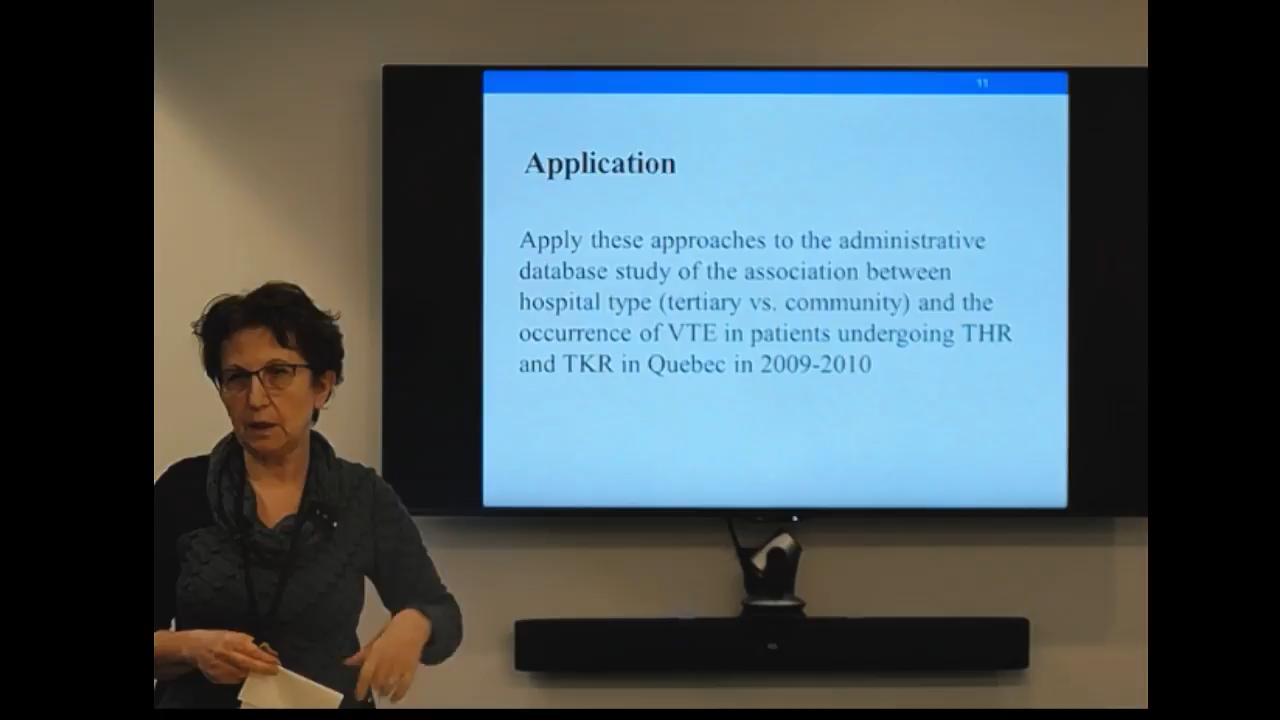 11
Application
Apply these approaches to the administrative
database study of the association between
hospital type (tertiary vs. community) and the
occurrence of VTE in patients undergoing THR
and TKR in Quebec in 2009-2010